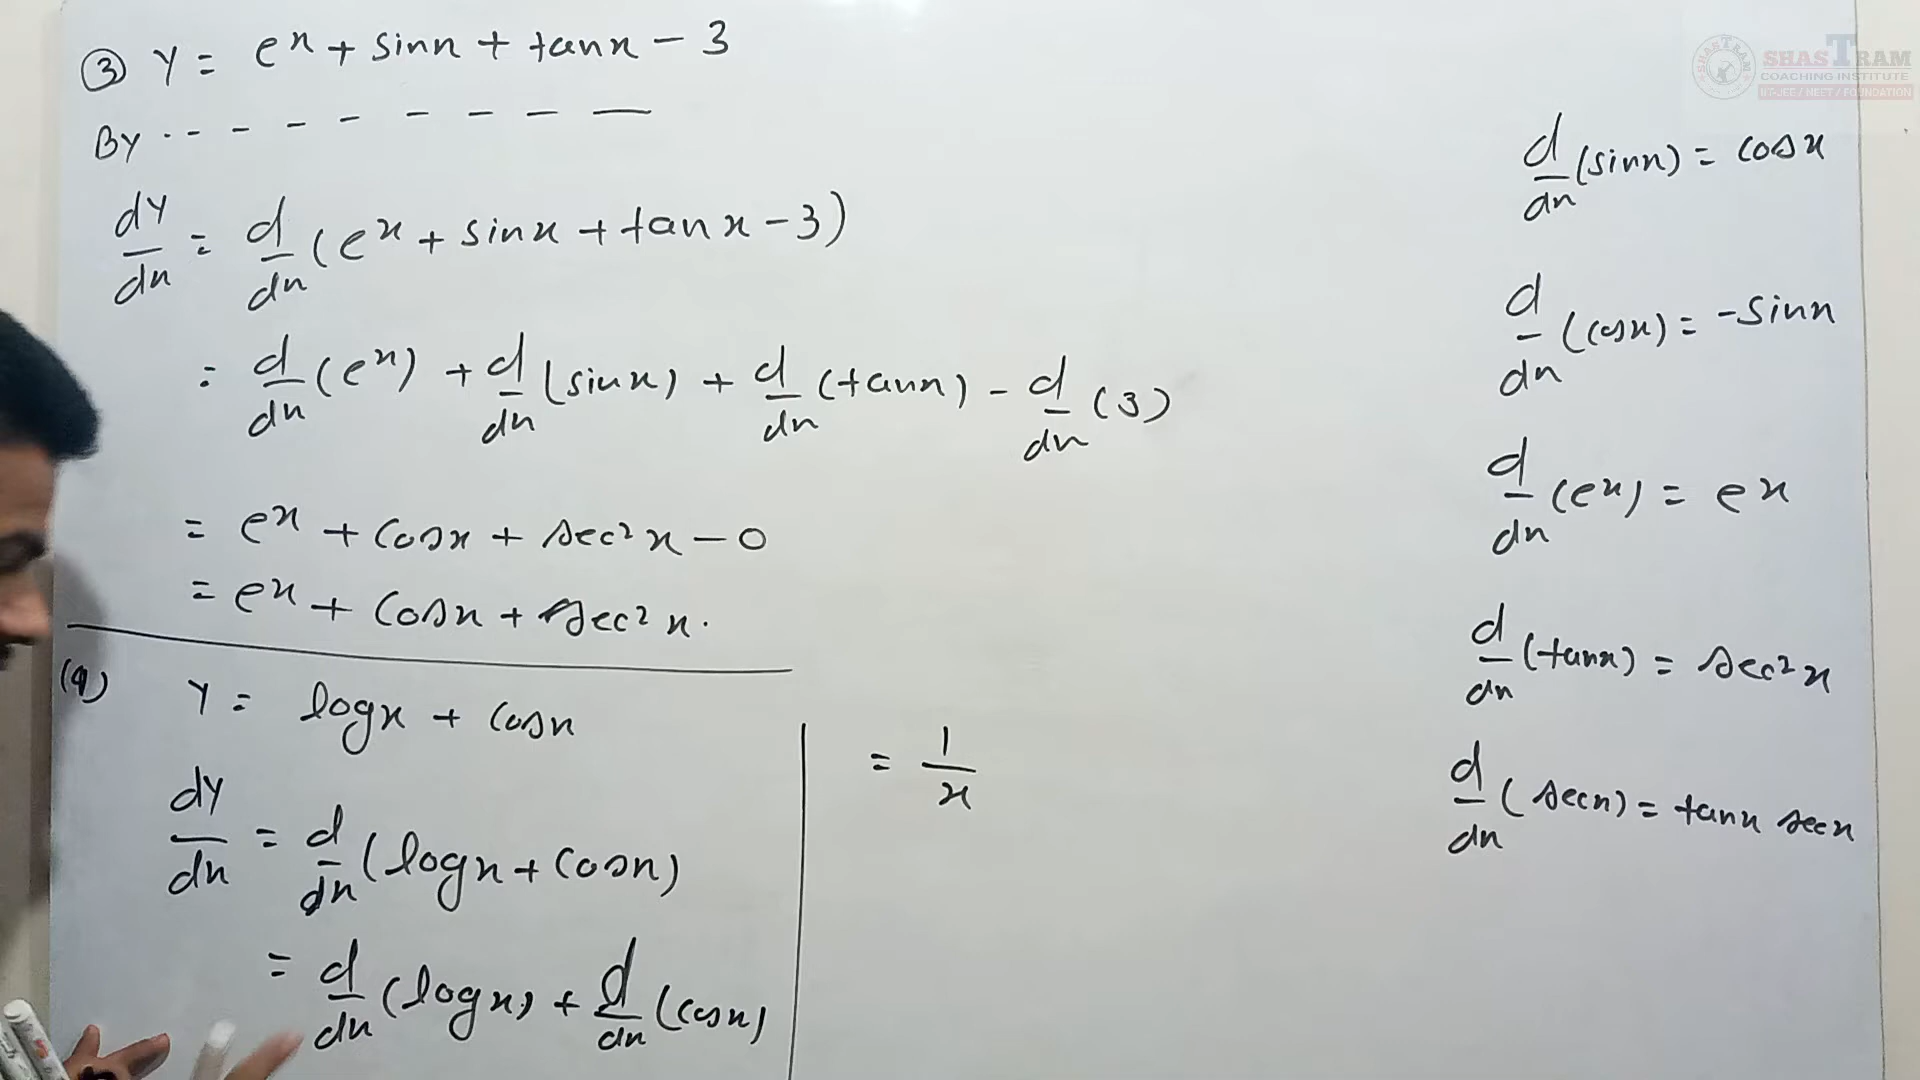 ③ Y = eˣ + sinx + tanx - 3
By - - - - - - - - -
dy/dx = d/dx (eˣ + sinx + tanx - 3)
= d/dx (eˣ) + d/dx (sinx) + d/dx (tanx) - d/dx (3)
= eˣ + cosx + sec²x - 0
= eˣ + cosx + sec²x.
(4) Y = logx + cosx
dy/dx = d/dx (logx + cosx)
= d/dx (logx) + d/dx (cosx)
= 1/x
d/dx (sinx) = cosx
d/dx (cosx) = -sinx
d/dx (eˣ) = eˣ
d/dx (tanx) = sec²x
d/dx (secx) = tanx secx
SHASTRAM
COACHING INSTITUTE
IIT-JEE / NEET / FOUNDATION